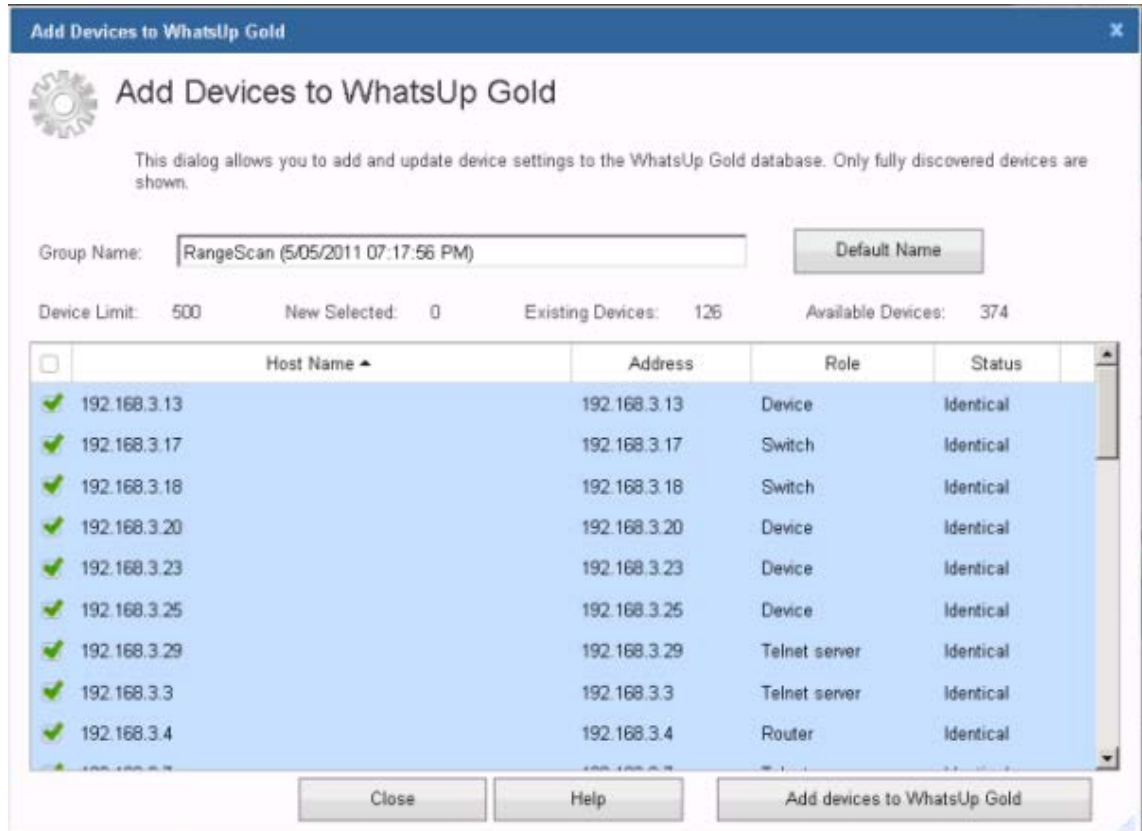 Add Devices to WhatsUp Gold
x
Add Devices to WhatsUp Gold
This dialog allows you to add and update device settings to the WhatsUp Gold database. Only fully discovered devices are
shown.
Group Name: RangeScan (5/05/2011 07:17:56 PM) Default Name
Device Limit: 500 New Selected: 0 Existing Devices: 126 Available Devices: 374
Host Name Address Role Status
192.168.3.13 192.168.3.13 Device Identical
192.168.3.17 192.168.3.17 Switch Identical
192.168.3.18 192.168.3.18 Switch Identical
192.168.3.20 192.168.3.20 Device Identical
192.168.3.23 192.168.3.23 Device Identical
192.168.3.25 192.168.3.25 Device Identical
192.168.3.29 192.168.3.29 Telnet server Identical
192.168.3.3 192.168.3.3 Telnet server Identical
192.168.3.4 192.168.3.4 Router Identical
Close Help Add devices to WhatsUp Gold